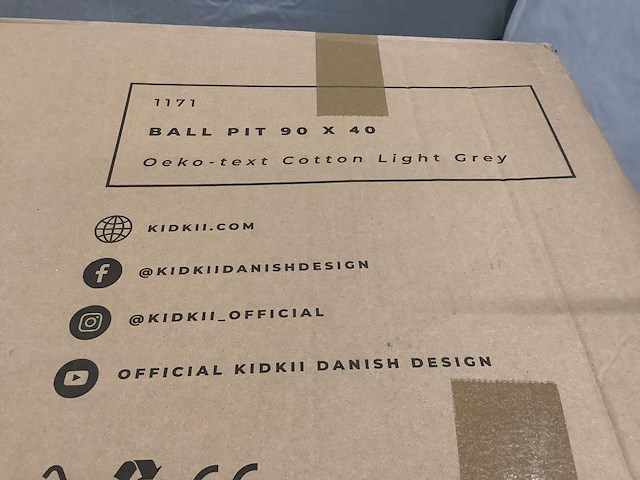 1171
BALL PIT 90 X 40
Oeko-text Cotton Light Grey
KIDKII.COM
@KIDKIIDANISHDESIGN
@KIDKII_OFFICIAL
OFFICIAL KIDKII DANISH DESIGN